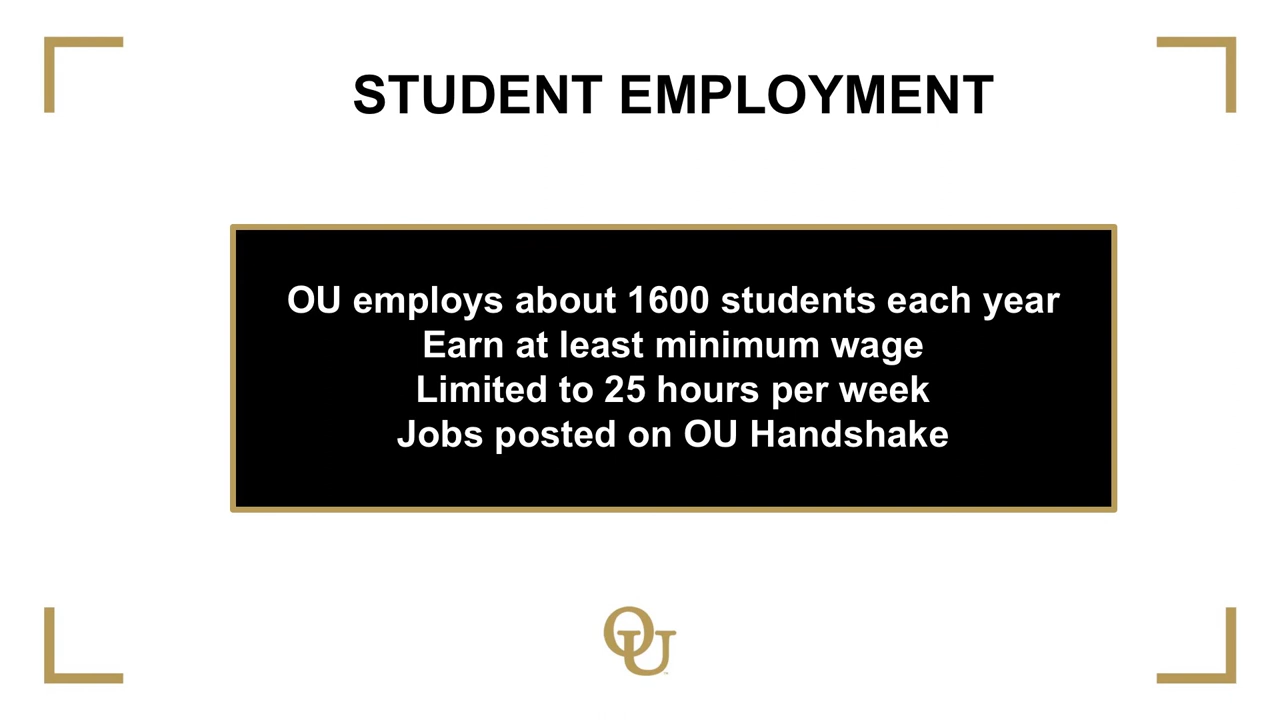 STUDENT EMPLOYMENT
OU employs about 1600 students each year
Earn at least minimum wage
Limited to 25 hours per week
Jobs posted on OU Handshake
OU